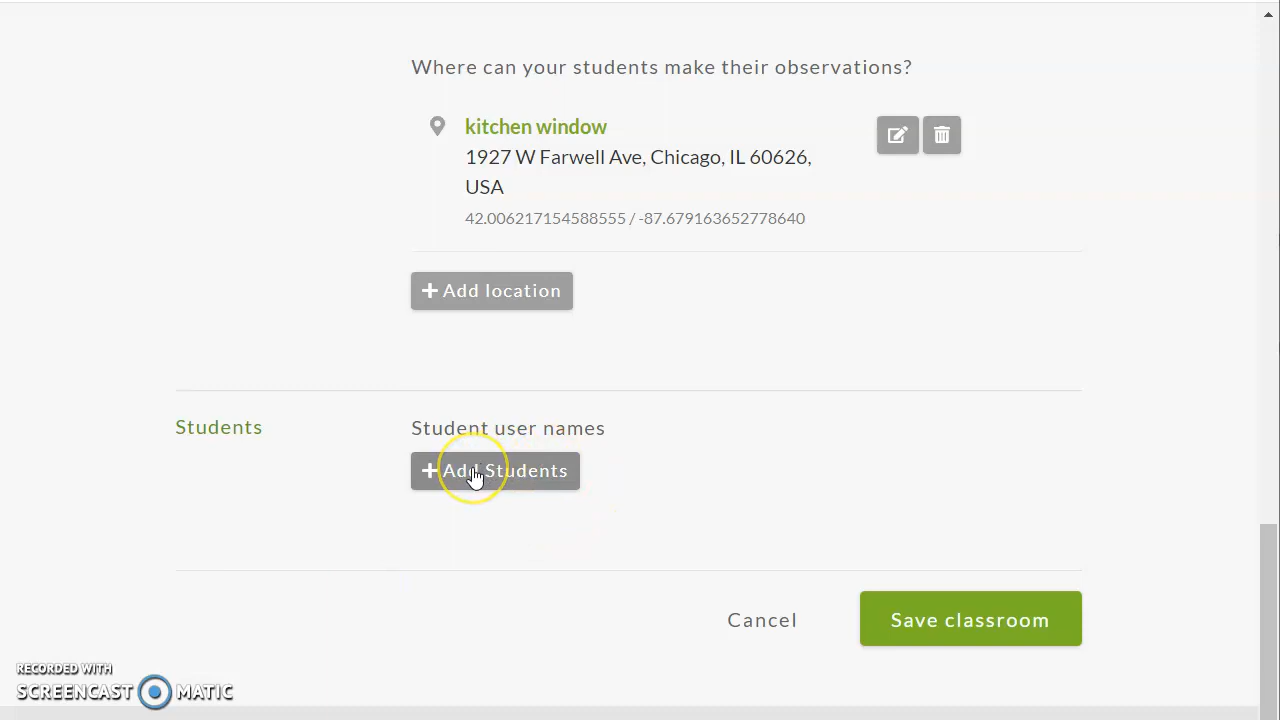 Where can your students make their observations?
kitchen window
1927 W Farwell Ave, Chicago, IL 60626,
USA
42.006217154588555 / -87.679163652778640
Add location
Students
Student user names
Add Students
Cancel
Save classroom
RECORDED WITH
SCREENCAST MATIC